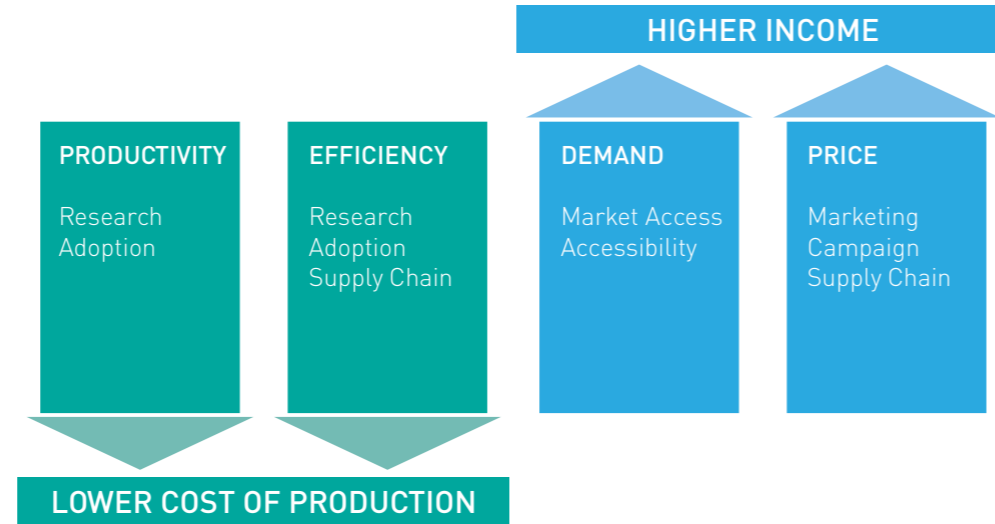 HIGHER INCOME
PRODUCTIVITY
Research
Adoption
EFFICIENCY
Research
Adoption
Supply Chain
DEMAND
Market Access
Accessibility
PRICE
Marketing
Campaign
Supply Chain
LOWER COST OF PRODUCTION